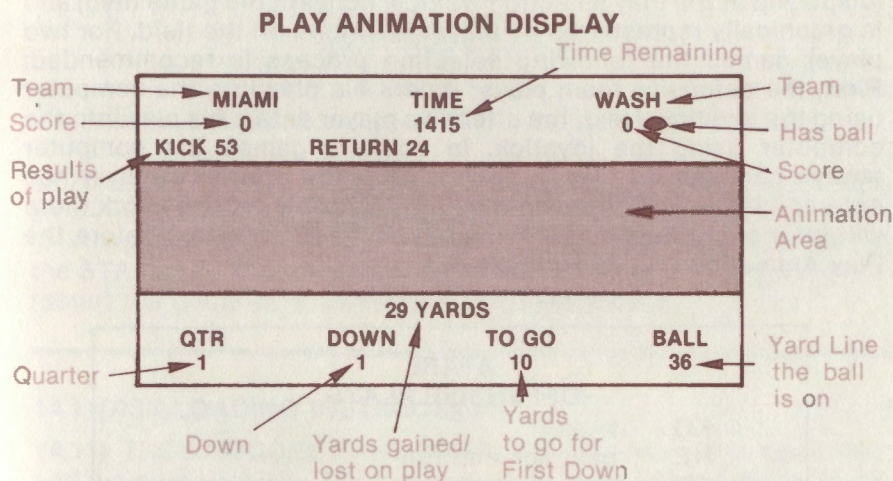 PLAY ANIMATION DISPLAY
Time Remaining
Team
MIAMI
TIME
WASH
Team
Score
0
1415
0
Has ball
KICK 53
RETURN 24
Score
Results
of play
Animation
Area
29 YARDS
QTR
DOWN
TO GO
BALL
Quarter
1
1
10
36
Yard Line
the ball
is on
Down
Yards gained/
lost on play
Yards
to go for
First Down